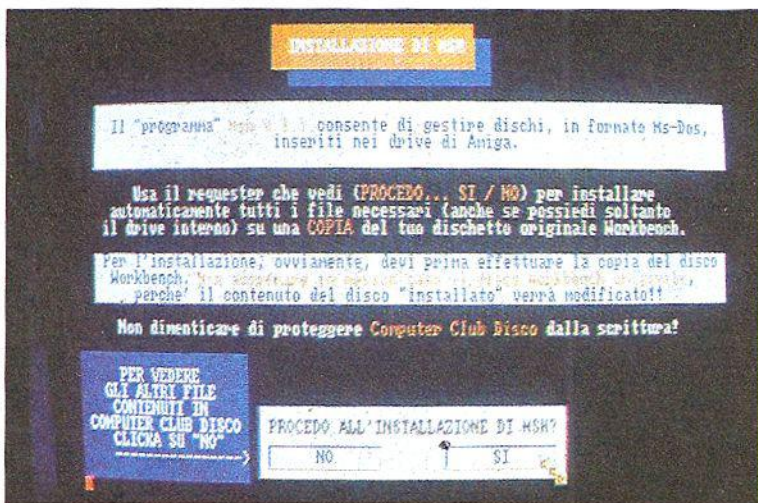 INSTALLAZIONE DI MSH
Il "programma" Msh consente di gestire dischi, in formato Ms-Dos,
inseriti nei drive di Amiga.
Usa il requester che vedi (PROCEDO... SI / NO) per installare
automaticamente tutti i file necessari (anche se possiedi soltanto
il drive interno) su una COPIA del tuo dischetto originale Workbench.
Per l'installazione, ovviamente, devi prima effettuare la copia del disco
Workbench,
perche' il contenuto del disco "installato" verrà modificato!!
Non dimenticare di proteggere Computer Club Disco dalla scrittura!
PER VEDERE
GLI ALTRI FILE
CONTENUTI IN
COMPUTER CLUB DISCO
CLICKA SU "NO"
---------------->
PROCEDO ALL'INSTALLAZIONE DI MSH?
NO
SI